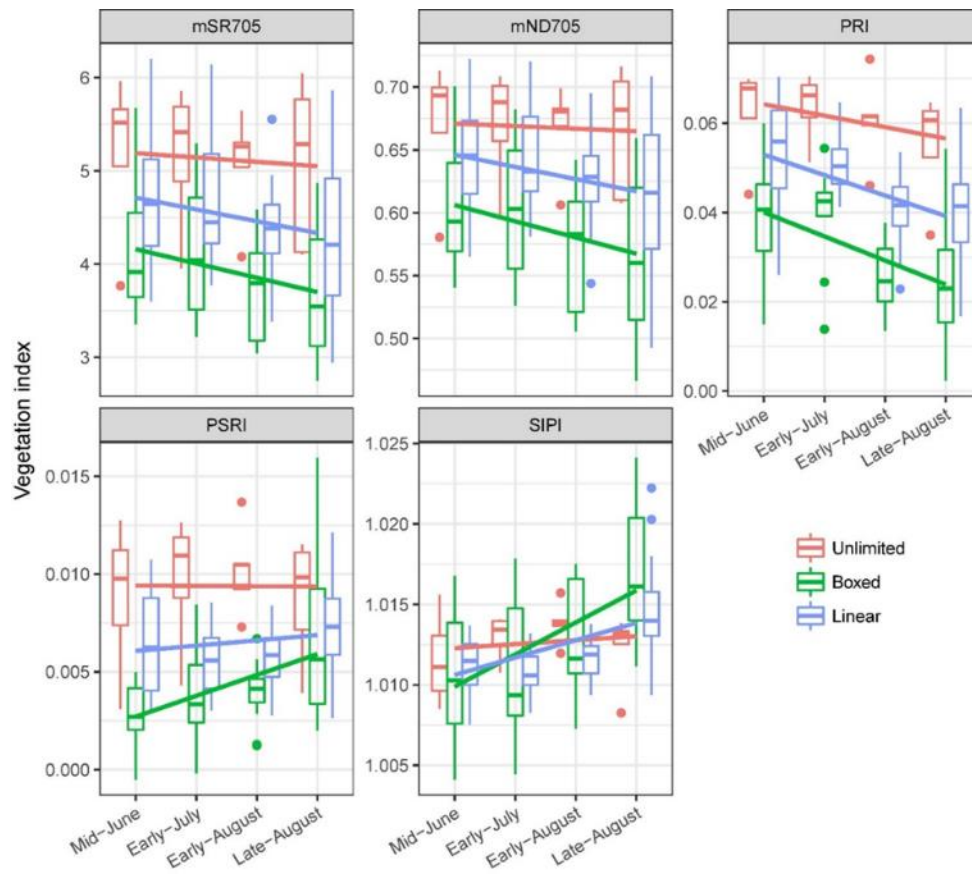 mSR705
mND705
PRI
6
5
4
3
0.70
0.65
0.60
0.55
0.50
0.06
0.04
0.02
0.00
Mid-June
Early-July
Early-August
Late-August
Vegetation index
PSRI
SIPI
0.015
0.010
0.005
0.000
1.025
1.020
1.015
1.010
1.005
Unlimited
Boxed
Linear
Mid-June
Early-July
Early-August
Late-August
Mid-June
Early-July
Early-August
Late-August